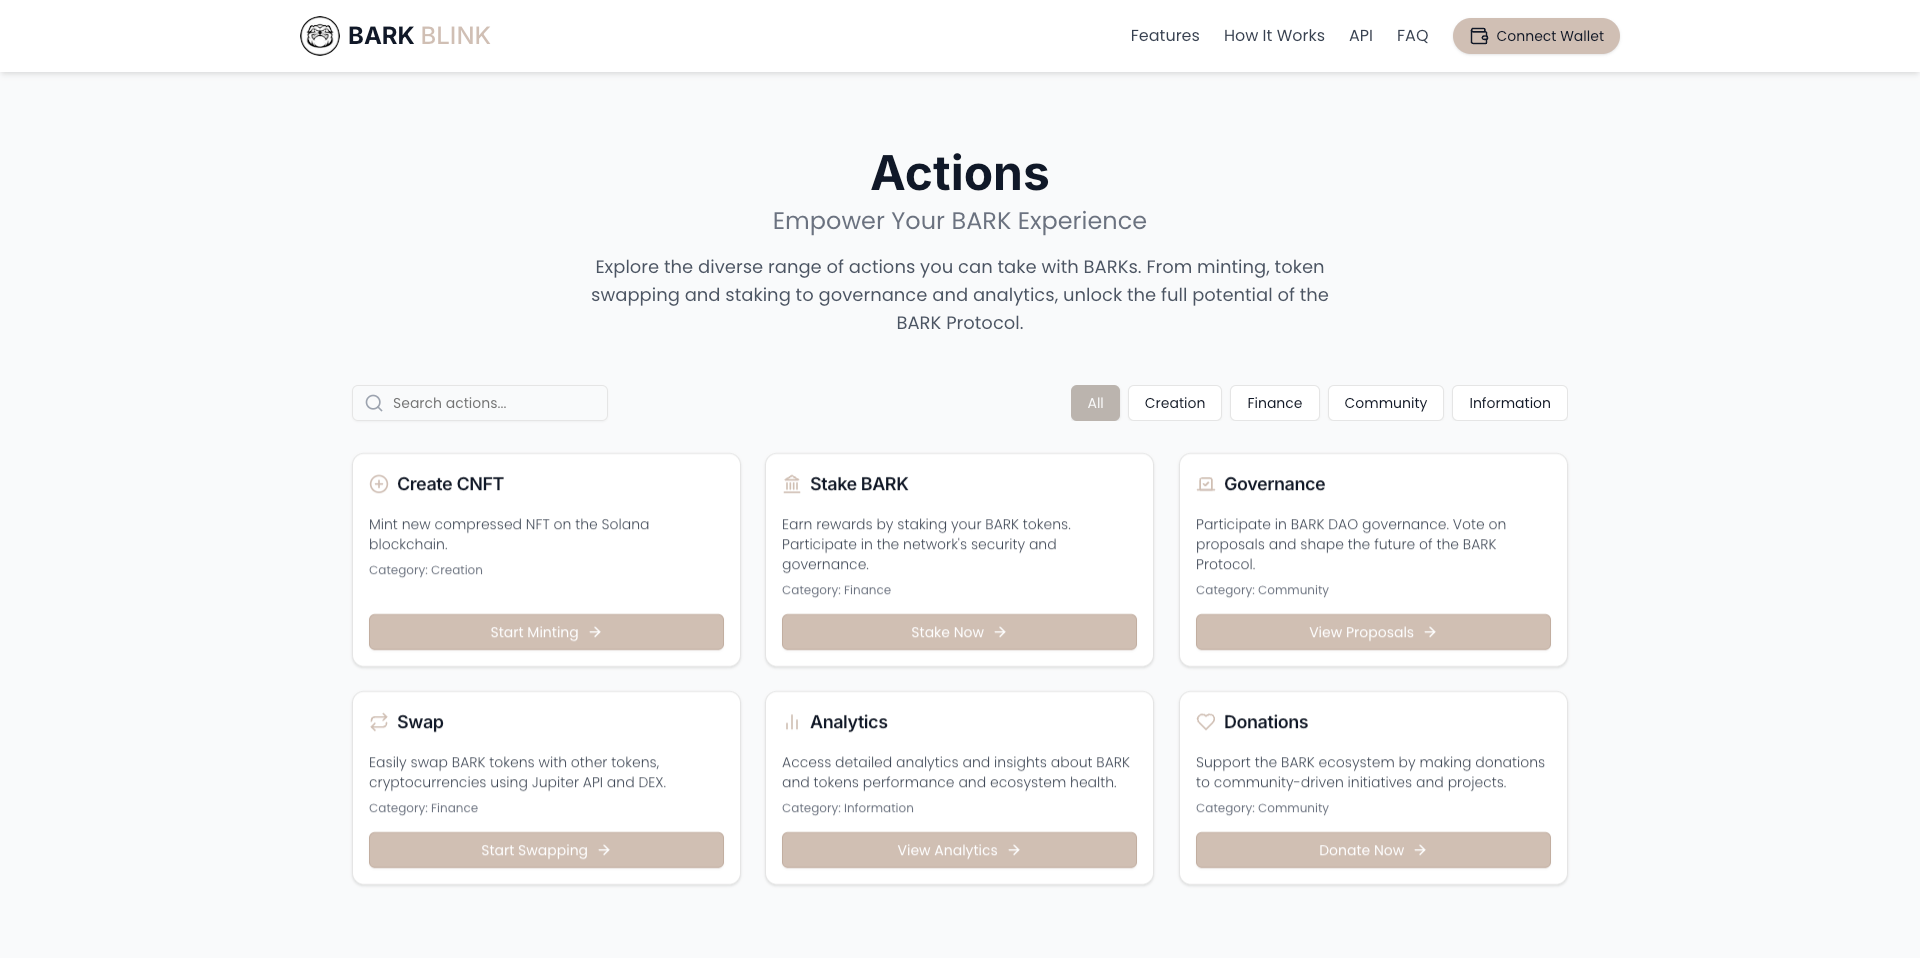 BARK BLINK
Features
How It Works
API
FAQ
Connect Wallet
Actions
Empower Your BARK Experience
Explore the diverse range of actions you can take with BARKs. From minting, token
swapping and staking to governance and analytics, unlock the full potential of the
BARK Protocol.
Search actions...
All
Creation
Finance
Community
Information
Create CNFT
Mint new compressed NFT on the Solana
blockchain.
Category: Creation
Start Minting
Stake BARK
Earn rewards by staking your BARK tokens.
Participate in the network's security and
governance.
Category: Finance
Stake Now
Governance
Participate in BARK DAO governance. Vote on
proposals and shape the future of the BARK
Protocol.
Category: Community
View Proposals
Swap
Easily swap BARK tokens with other tokens,
cryptocurrencies using Jupiter API and DEX.
Category: Finance
Start Swapping
Analytics
Access detailed analytics and insights about BARK
and tokens performance and ecosystem health.
Category: Information
View Analytics
Donations
Support the BARK ecosystem by making donations
to community-driven initiatives and projects.
Category: Community
Donate Now